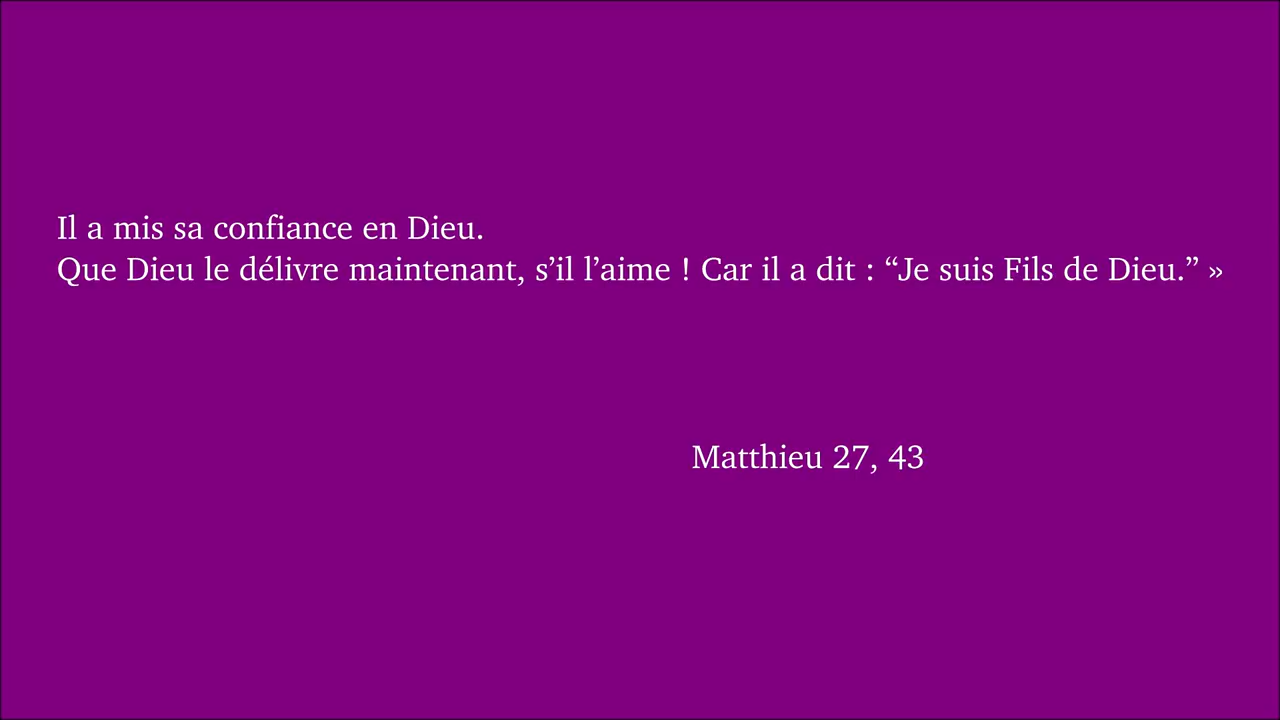 Il a mis sa confiance en Dieu.
Que Dieu le délivre maintenant, s’il l’aime ! Car il a dit : “Je suis Fils de Dieu.” »
Matthieu 27, 43